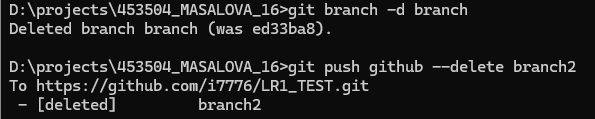 D:\projects\453504_MASALOVA_16>git branch -d branch
Deleted branch branch (was ed33ba8).
D:\projects\453504_MASALOVA_16>git push github --delete branch2
To https://github.com/i7776/LR1_TEST.git
 - [deleted]         branch2